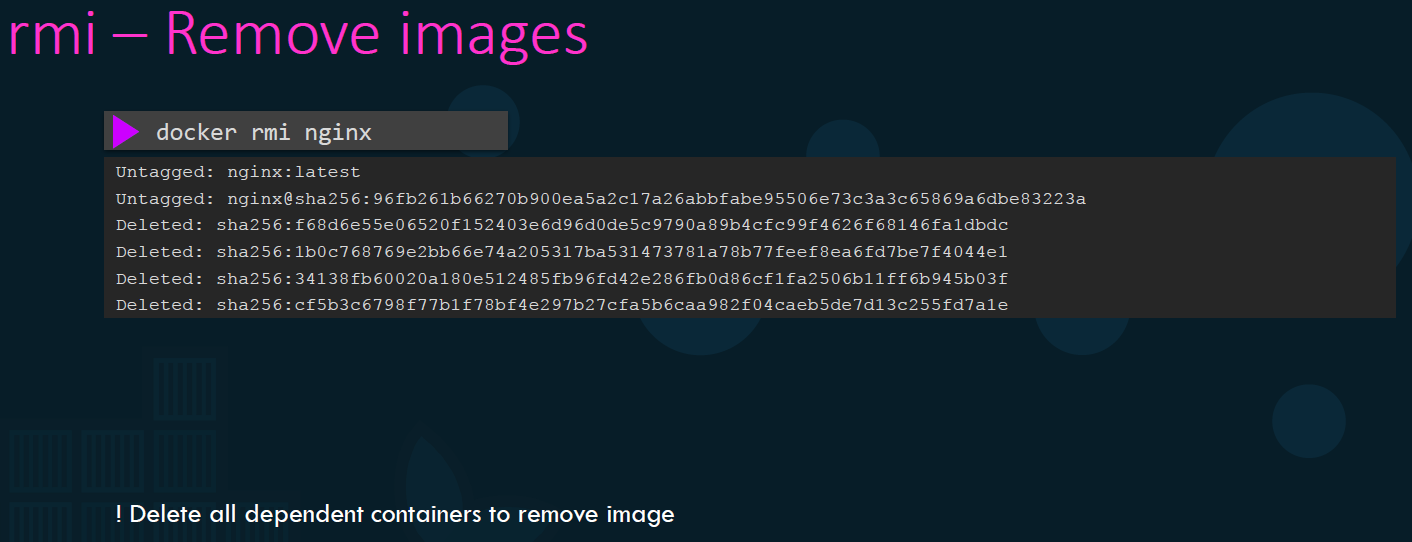 rmi – Remove images
docker rmi nginx
Untagged: nginx:latest
Untagged: nginx@sha256:96fb261b66270b900ea5a2c17a26abbfabe95506e73c3a3c65869a6dbe83223a
Deleted: sha256:f68d6e55e06520f152403e6d96d0de5c9790a89b4cfc99f4626f68146fa1dbdc
Deleted: sha256:1b0c768769e2bb66e74a205317ba531473781a78b77feef8ea6fd7be7f4044e1
Deleted: sha256:34138fb60020a180e512485fb96fd42e286fb0d86cf1fa2506b11ff6b945b03f
Deleted: sha256:cf5b3c6798f77b1f78bf4e297b27cfa5b6caa982f04caeb5de7d13c255fd7a1e
! Delete all dependent containers to remove image